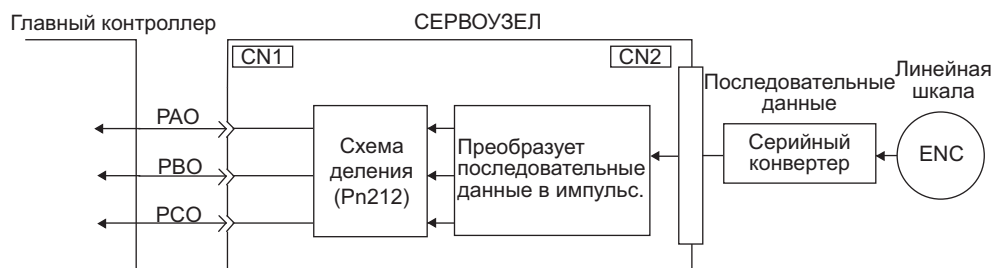 Главный контроллер
СЕРВОУЗЕЛ
CN1
CN2
Последовательные
данные
Линейная
шкала
PAO
PBO
PCO
Схема
деления
(Pn212)
Преобразует
последовательные
данные в импульс.
Серийный
конвертер
ENC